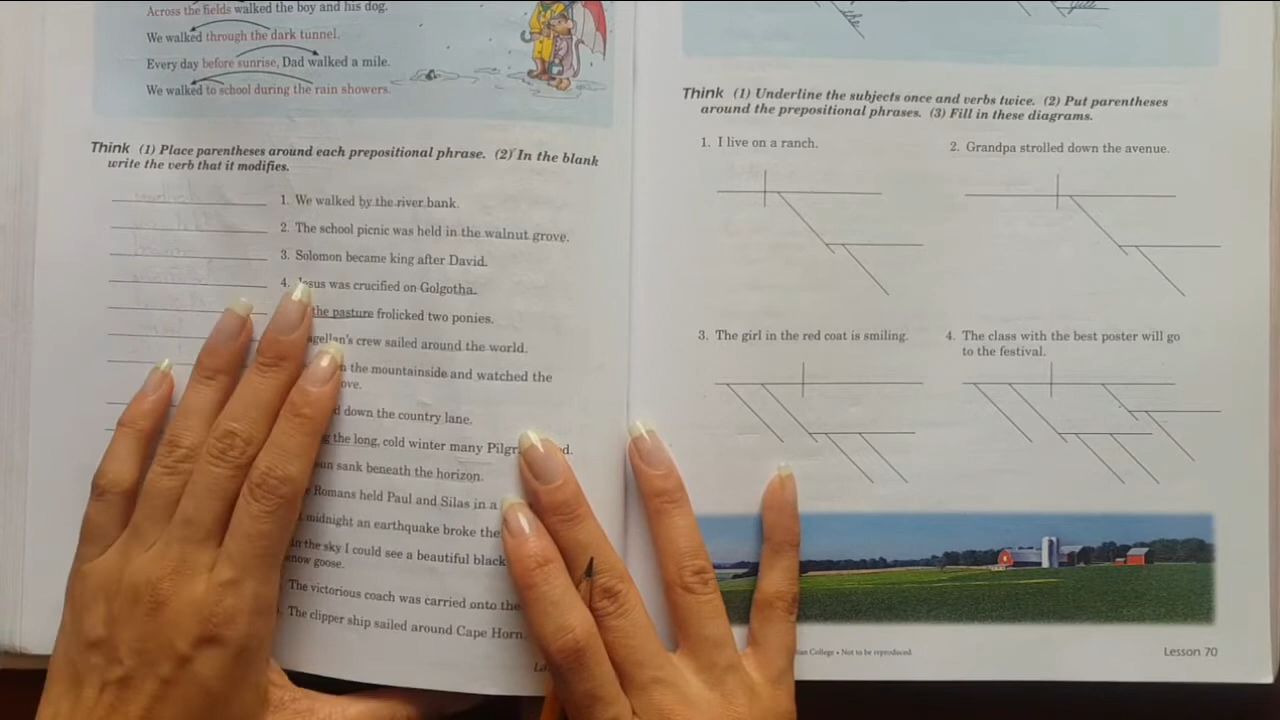 Across the fields walked the boy and his dog.
We walked through the dark tunnel.
Every day before sunrise, Dad walked a mile.
We walked to school during the rain showers.
Think (1) Place parentheses around each prepositional phrase. (2) In the blank
write the verb that it modifies.
1. We walked by the river bank.
2. The school picnic was held in the walnut grove.
3. Solomon became king after David.
4. Jesus was crucified on Golgotha.
the pasture frolicked two ponies.
crew sailed around the world.
the mountainside and watched the
down the country lane.
the long, cold winter many
sank beneath the horizon.
Romans held Paul and Silas in a
midnight an earthquake broke the
In the sky I could see a beautiful black
snow goose.
The victorious coach was carried onto the
The clipper ship sailed around Cape Horn.
the
Think (1) Underline the subjects once and verbs twice. (2) Put parentheses
around the prepositional phrases. (3) Fill in these diagrams.
1. I live on a ranch.
2. Grandpa strolled down the avenue.
3. The girl in the red coat is smiling.
4. The class with the best poster will go
to the festival.
College • Not to be reproduced
Lesson 70